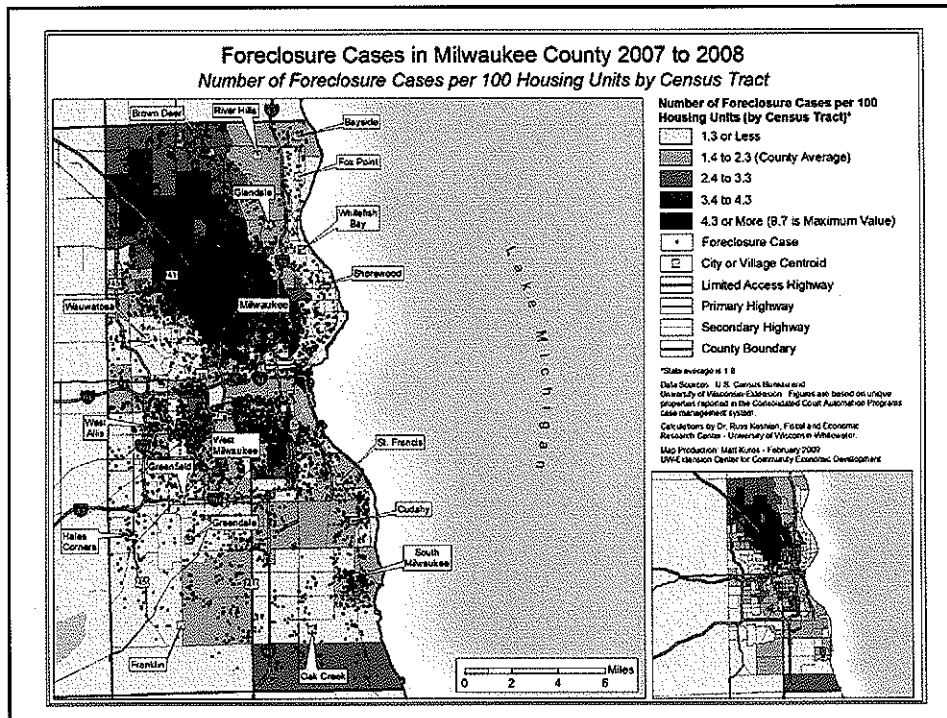 Foreclosure Cases in Milwaukee County 2007 to 2008
Number of Foreclosure Cases per 100 Housing Units by Census Tract
Brown Deer
River Hills
Bayside
Fox Point
Glendale
Whitefish
Bay
Shorewood
Milwaukee
Wauwatosa
West
Allis
West
Milwaukee
St. Francis
Greenfield
Cudahy
Greendale
Hales
Corners
South
Milwaukee
Franklin
Oak Creek
Lake Michigan
0 2 4 6 Miles
Number of Foreclosure Cases per 100
Housing Units (by Census Tract)*
1.3 or Less
1.4 to 2.3 (County Average)
2.4 to 3.3
3.4 to 4.3
4.3 or More (8.7 is Maximum Value)
Foreclosure Case
City or Village Centroid
Limited Access Highway
Primary Highway
Secondary Highway
County Boundary
*State average is 1.8
Data Sources: U.S. Census Bureau and
University of Wisconsin-Extension. Figures are based on unique
properties reported in the Consolidated Court Automation Programs
case management system.
Calculations by Dr. Russ Kashian, Fiscal and Economic
Research Center - University of Wisconsin Whitewater.
Map Production: Matt Kures - February 2009
UW-Extension Center for Community Economic Development